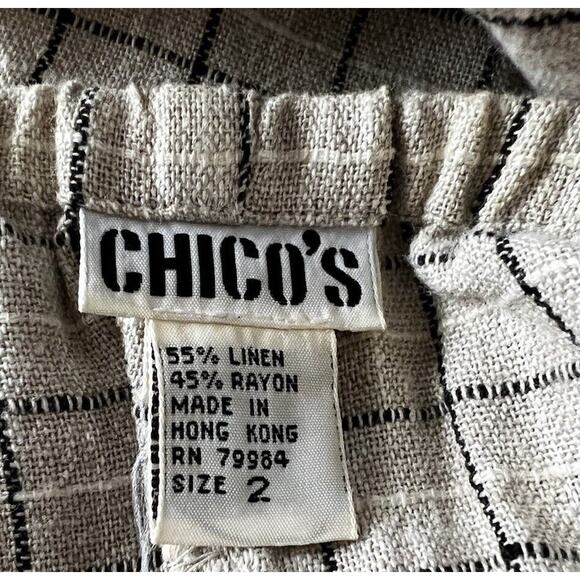 CHICO'S
55% LINEN
45% RAYON
MADE IN
HONG KONG
RN 79984
SIZE 2